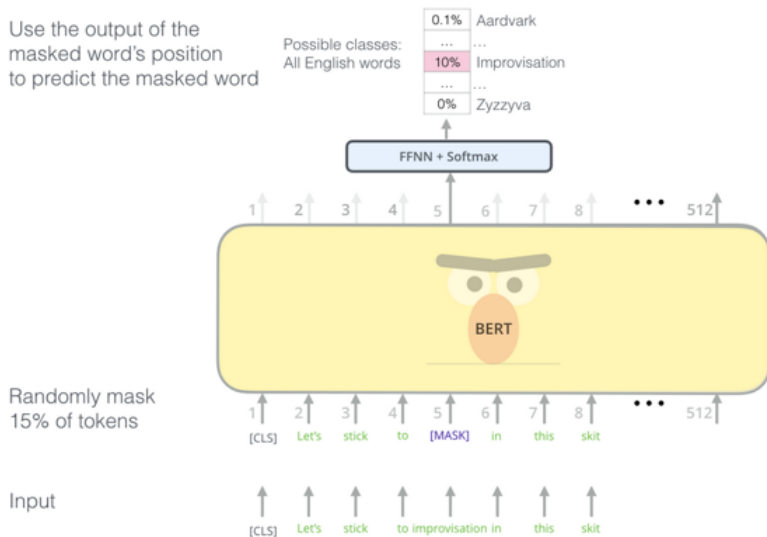 Use the output of the
masked word's position
to predict the masked word
Possible classes:
All English words
0.1% Aardvark
... ...
10% Improvisation
... ...
0% Zyzzyva
FFNN + Softmax
1 2 3 4 5 6 7 8 ••• 512
BERT
Randomly mask
15% of tokens
1 2 3 4 5 6 7 8 ••• 512
[CLS] Let's stick to [MASK] in this skit
Input
[CLS] Let's stick to improvisation in this skit